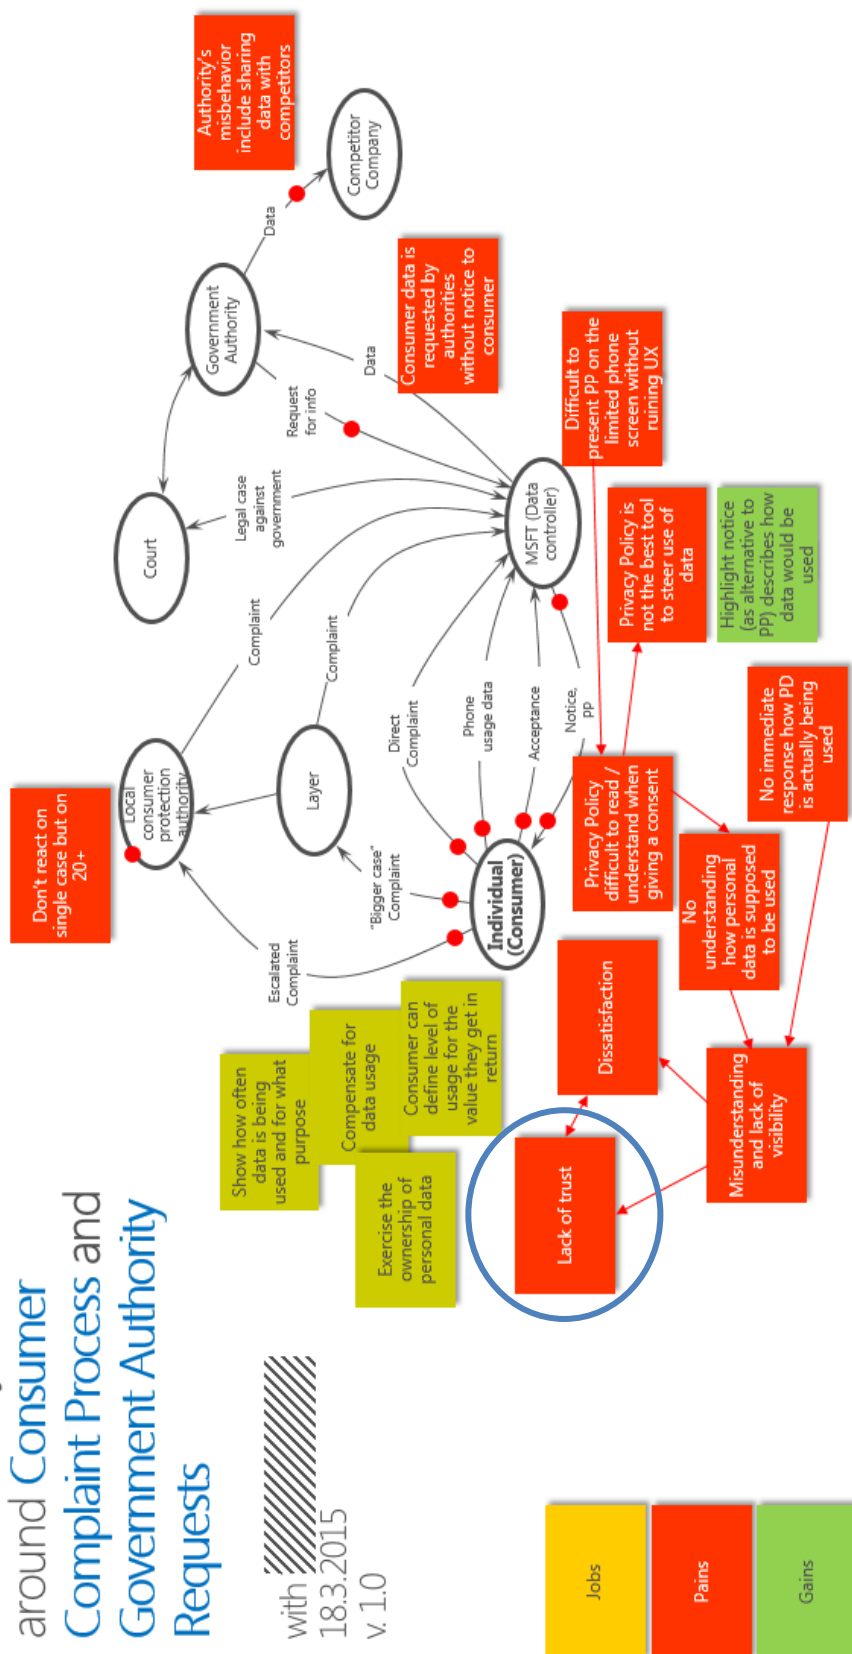 around Consumer
Complaint Process and
Government Authority
Requests
with
18.3.2015
v. 1.0
Jobs
Pains
Gains
Show how often
data is being
used and for what
purpose
Compensate for
data usage
Consumer can
define level of
usage for the
value they get in
return
Exercise the
ownership of
personal data
Lack of trust
Dissatisfaction
Misunderstanding
and lack of
visibility
No
understanding
how personal
data is supposed
to be used
No immediate
response how PD
is actually being
used
Privacy Policy
difficult to read /
understand when
giving a consent
Privacy Policy is
not the best tool
to steer use of
data
Highlight notice
(as alternative to
PP) describes how
data would be
used
Difficult to
present PP on the
limited phone
screen without
ruining UX
Don't react on
single case but on
20+
Local
consumer
protection
authority
Escalated
Complaint
"Bigger case"
Complaint
Individual
(Consumer)
Layer
Direct
Complaint
Phone
usage data
Acceptance
Notice,
PP
Complaint
Complaint
Court
Legal case
against
government
MSFT (Data
controller)
Request
for info
Data
Government
Authority
Data
Competitor
Company
Authority's
misbehavior
include sharing
data with
competitors
Consumer data is
requested by
authorities
without notice to
consumer